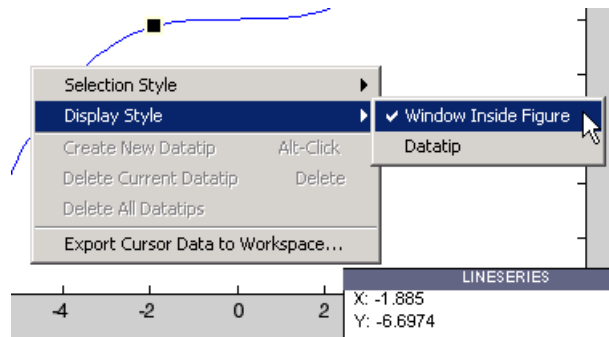 Selection Style
Display Style
Window Inside Figure
Datatip
Create New Datatip Alt-Click
Delete Current Datatip Delete
Delete All Datatips
Export Cursor Data to Workspace...
-4 -2 0 2
LINESERIES
X: -1.885
Y: -6.6974